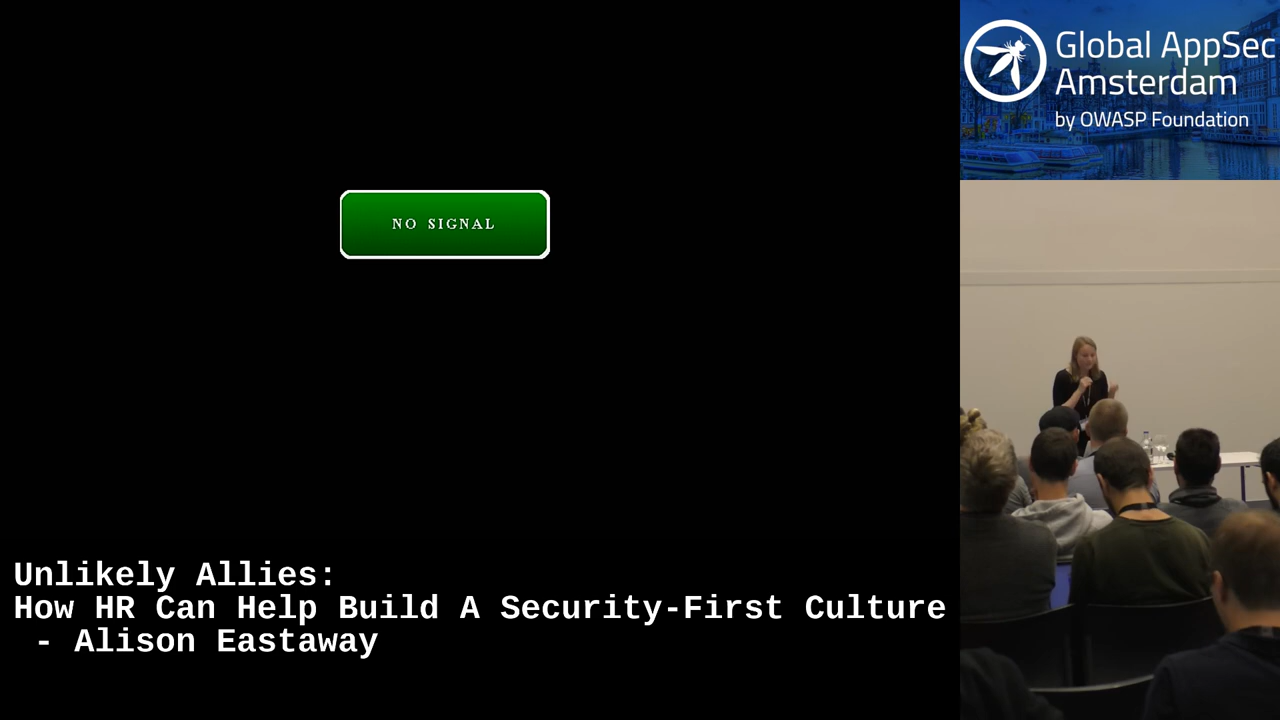 Global AppSec
Amsterdam
by OWASP Foundation
NO SIGNAL
Unlikely Allies:
How HR Can Help Build A Security-First Culture
- Alison Eastaway